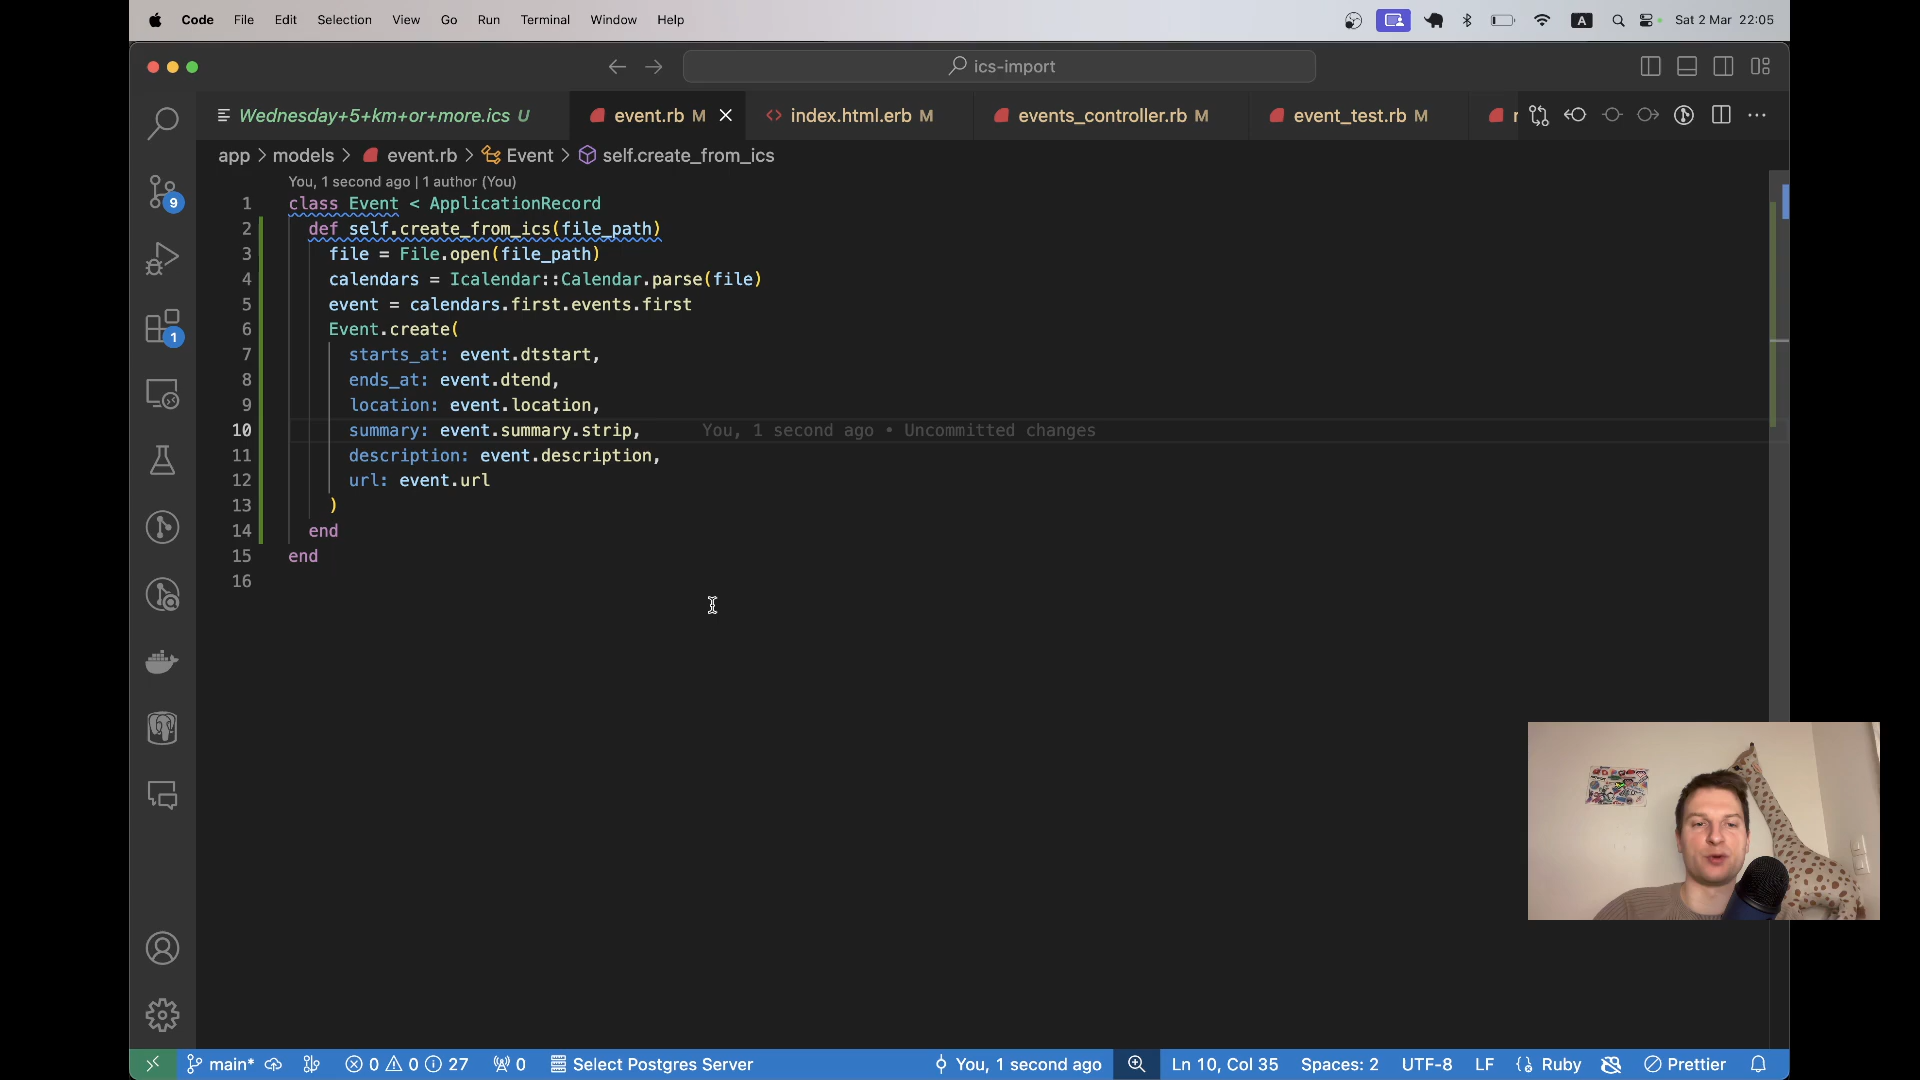 Code File Edit Selection View Go Run Terminal Window Help A Sat 2 Mar 22:05
ics-import
Wednesday+5+km+or+more.ics U event.rb M index.html.erb M events_controller.rb M event_test.rb M
app > models > event.rb > Event > self.create_from_ics
You, 1 second ago | 1 author (You)
1 class Event < ApplicationRecord
2 def self.create_from_ics(file_path)
3 file = File.open(file_path)
4 calendars = Icalendar::Calendar.parse(file)
5 event = calendars.first.events.first
6 Event.create(
7 starts_at: event.dtstart,
8 ends_at: event.dtend,
9 location: event.location,
10 summary: event.summary.strip, You, 1 second ago • Uncommitted changes
11 description: event.description,
12 url: event.url
13 )
14 end
15 end
16
9
1
main* 0 0 27 0 Select Postgres Server You, 1 second ago Ln 10, Col 35 Spaces: 2 UTF-8 LF {} Ruby Prettier